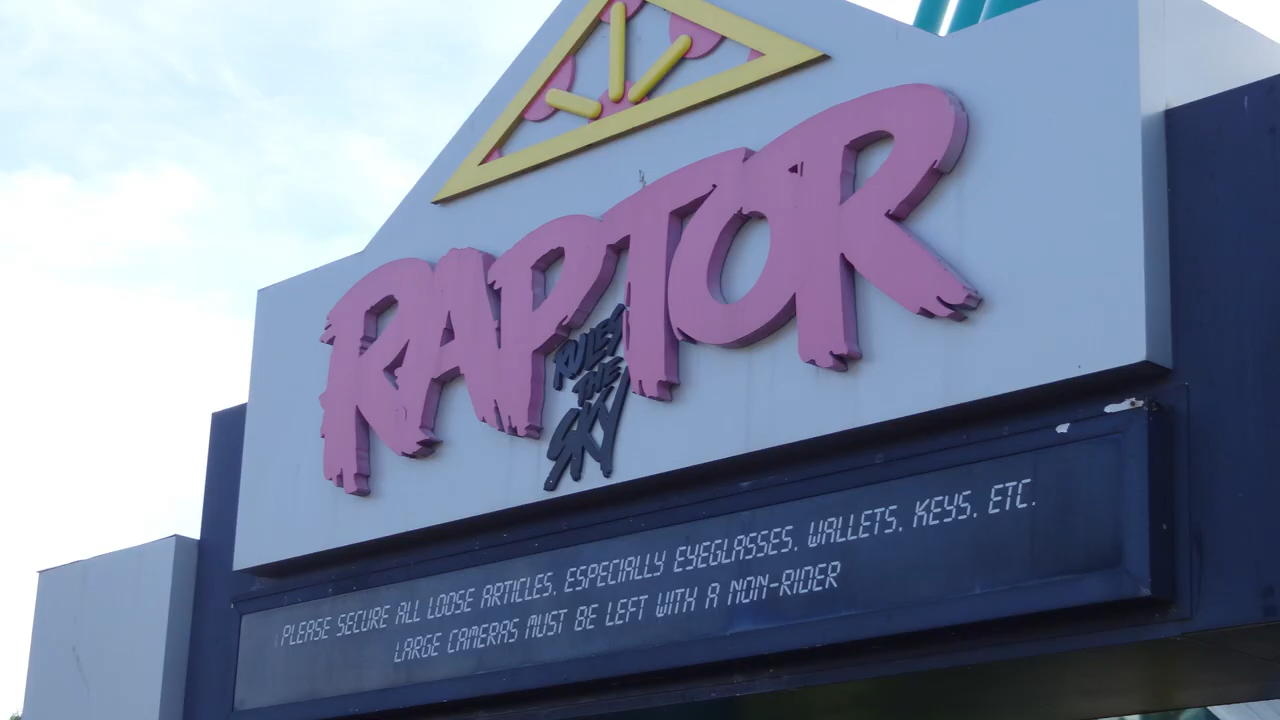 RAPTOR
RULES
THE
SKY
PLEASE SECURE ALL LOOSE ARTICLES, ESPECIALLY EYEGLASSES, WALLETS, KEYS, ETC.
LARGE CAMERAS MUST BE LEFT WITH A NON-RIDER